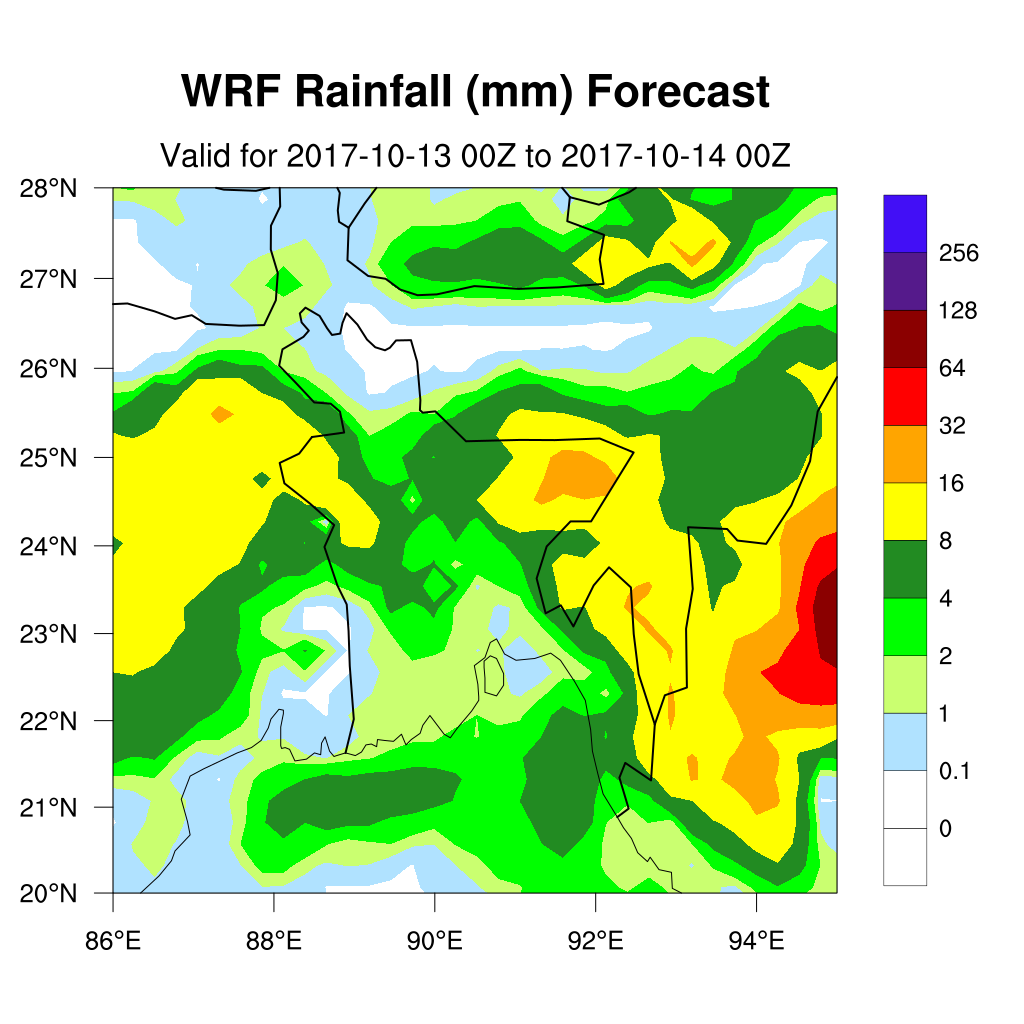 WRF Rainfall (mm) Forecast
Valid for 2017-10-13 00Z to 2017-10-14 00Z
28°N
27°N
26°N
25°N
24°N
23°N
22°N
21°N
20°N
86°E 88°E 90°E 92°E 94°E
256
128
64
32
16
8
4
2
1
0.1
0